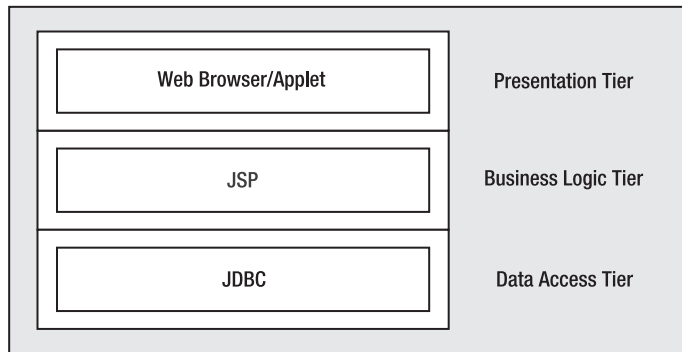 Web Browser/Applet
Presentation Tier
JSP
Business Logic Tier
JDBC
Data Access Tier